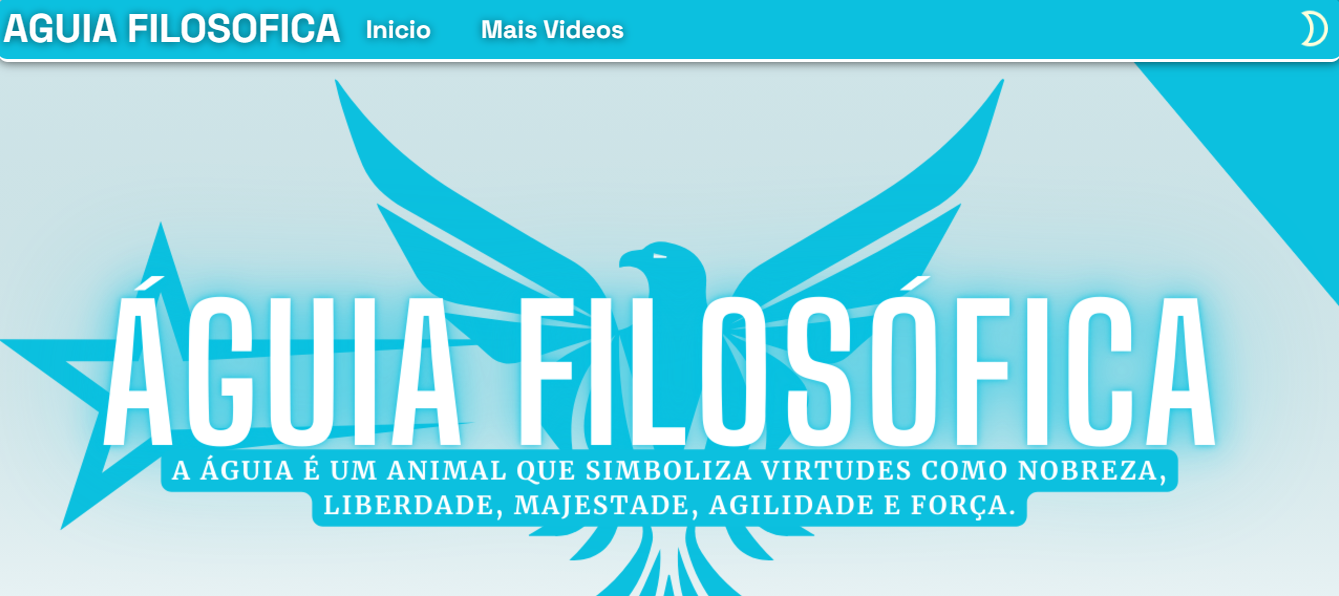 AGUIA FILOSOFICA Inicio Mais Videos
ÁGUIA FILOSÓFICA
A ÁGUIA É UM ANIMAL QUE SIMBOLIZA VIRTUDES COMO NOBREZA,
LIBERDADE, MAJESTADE, AGILIDADE E FORÇA.